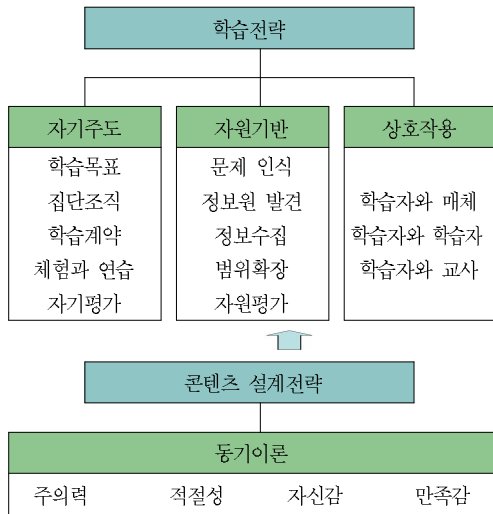 학습전략
자기주도
학습목표
집단조직
학습계약
체험과 연습
자기평가
자원기반
문제 인식
정보원 발견
정보수집
범위확장
자원평가
상호작용
학습자와 매체
학습자와 학습자
학습자와 교사
콘텐츠 설계전략
동기이론
주의력 적절성 자신감 만족감